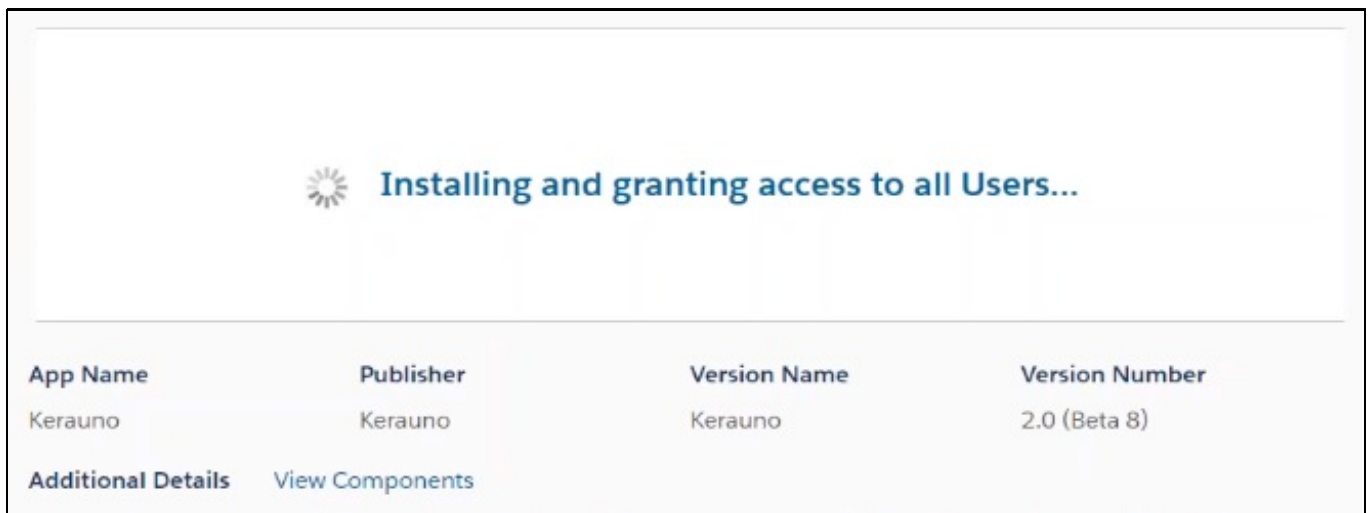 Installing and granting access to all Users...
App Name Publisher Version Name Version Number
Kerauno Kerauno Kerauno 2.0 (Beta 8)
Additional Details View Components